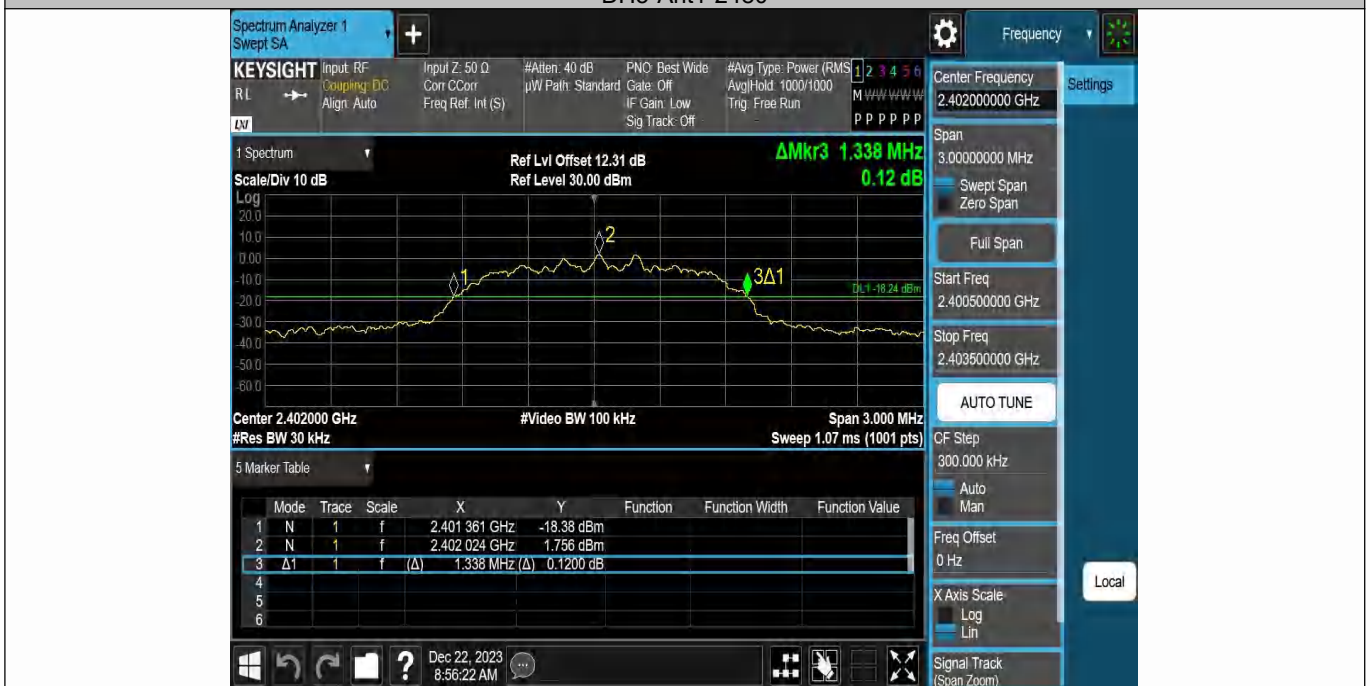 Spectrum Analyzer 1
Swept SA
+
Frequency
KEYSIGHT
RL
LXI
Input: RF
Coupling: DC
Align: Auto
Input Z: 50 Ω
Corr CCorr
Freq Ref: Int (S)
#Atten: 40 dB
µW Path: Standard
PNO: Best Wide
Gate: Off
IF Gain: Low
Sig Track: Off
#Avg Type: Power (RMS
Avg|Hold: 1000/1000
Trig: Free Run
1 2 3 4 5 6
M W W W W W
P P P P P P
1 Spectrum
Scale/Div 10 dB
Ref Lvl Offset 12.31 dB
Ref Level 30.00 dBm
ΔMkr3 1.338 MHz
0.12 dB
Log
20.0
10.0
0.00
-10.0
-20.0
-30.0
-40.0
-50.0
-60.0
1
2
3Δ1
DL1 -18.24 dBm
Center 2.402000 GHz
#Video BW 100 kHz
Span 3.000 MHz
#Res BW 30 kHz
Sweep 1.07 ms (1001 pts)
5 Marker Table
Mode Trace Scale X Y Function Function Width Function Value
1 N 1 f 2.401 361 GHz -18.38 dBm
2 N 1 f 2.402 024 GHz 1.756 dBm
3 Δ1 1 f (Δ) 1.338 MHz (Δ) 0.1200 dB
4
5
6
Dec 22, 2023
8:56:22 AM
?
Center Frequency
2.402000000 GHz
Settings
Span
3.00000000 MHz
Swept Span
Zero Span
Full Span
Start Freq
2.400500000 GHz
Stop Freq
2.403500000 GHz
AUTO TUNE
CF Step
300.000 kHz
Auto
Man
Freq Offset
0 Hz
Local
X Axis Scale
Log
Lin
Signal Track
(Span Zoom)